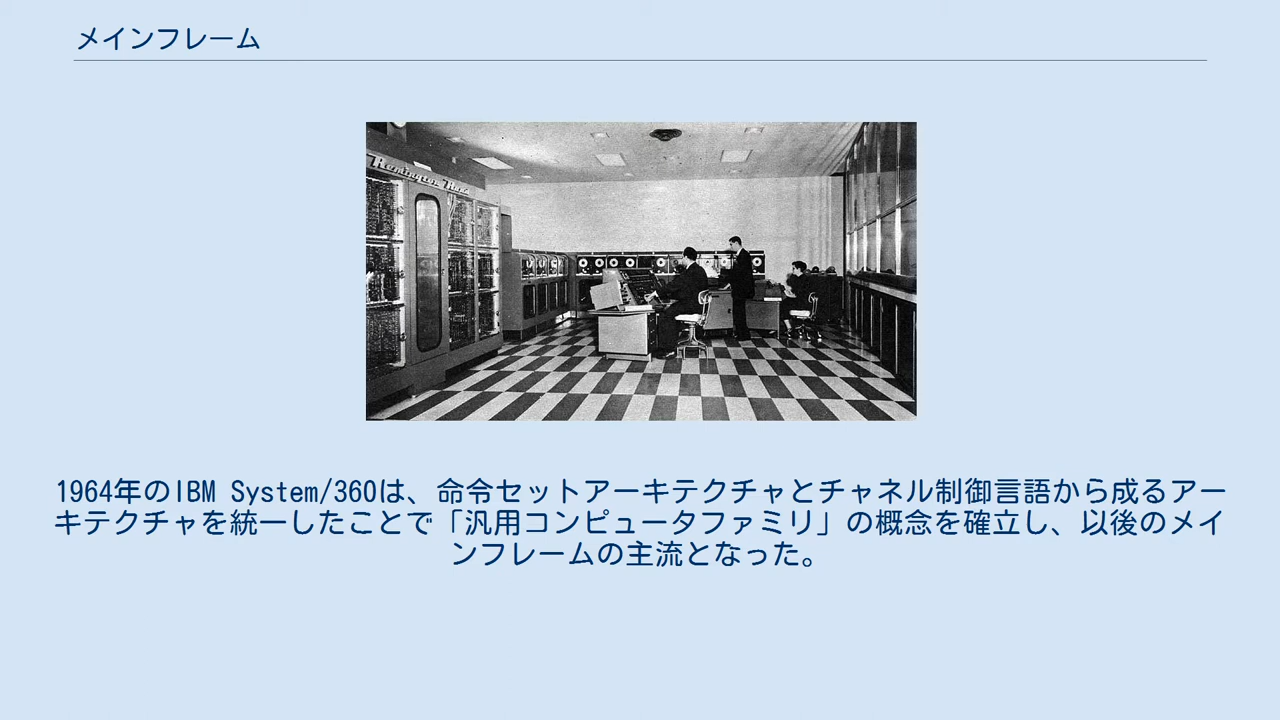 メインフレーム
Remington Rand
1964年のIBM System/360は、命令セットアーキテクチャとチャネル制御言語から成るアー
キテクチャを統一したことで「汎用コンピュータファミリ」の概念を確立し、以後のメイ
ンフレームの主流となった。